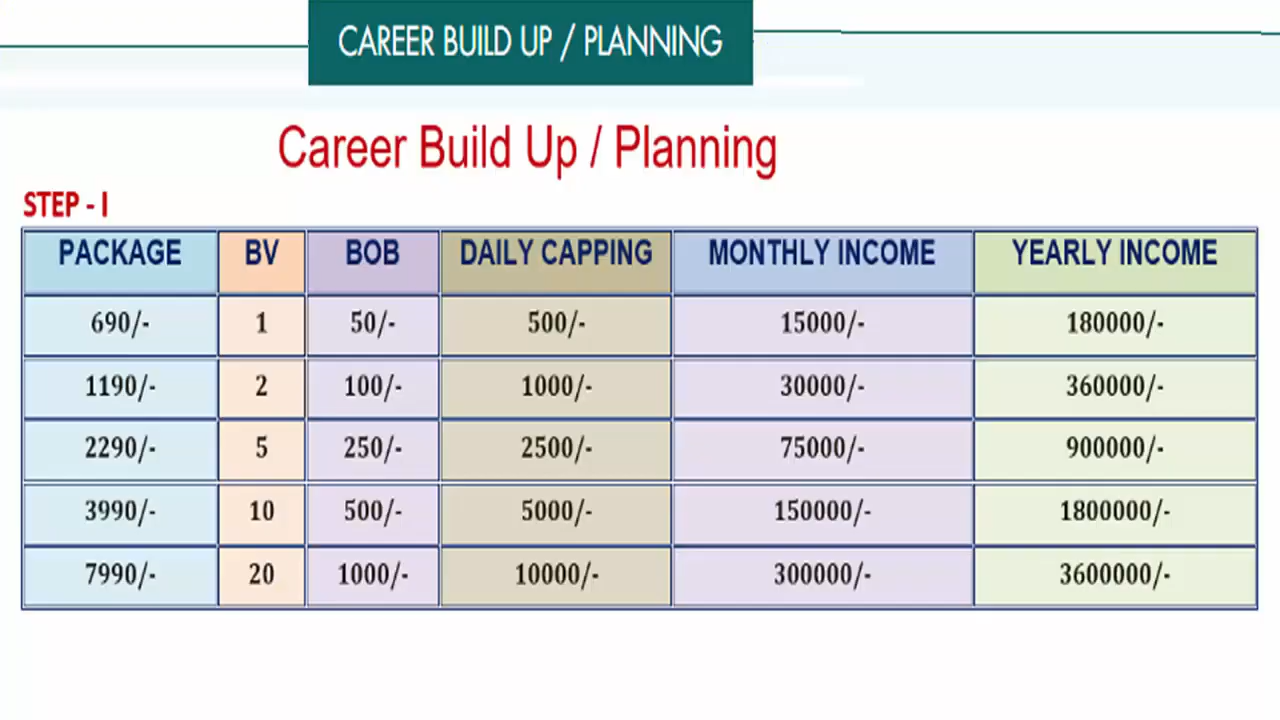 CAREER BUILD UP / PLANNING
Career Build Up / Planning
STEP - I
PACKAGE BV BOB DAILY CAPPING MONTHLY INCOME YEARLY INCOME
690/- 1 50/- 500/- 15000/- 180000/-
1190/- 2 100/- 1000/- 30000/- 360000/-
2290/- 5 250/- 2500/- 75000/- 900000/-
3990/- 10 500/- 5000/- 150000/- 1800000/-
7990/- 20 1000/- 10000/- 300000/- 3600000/-